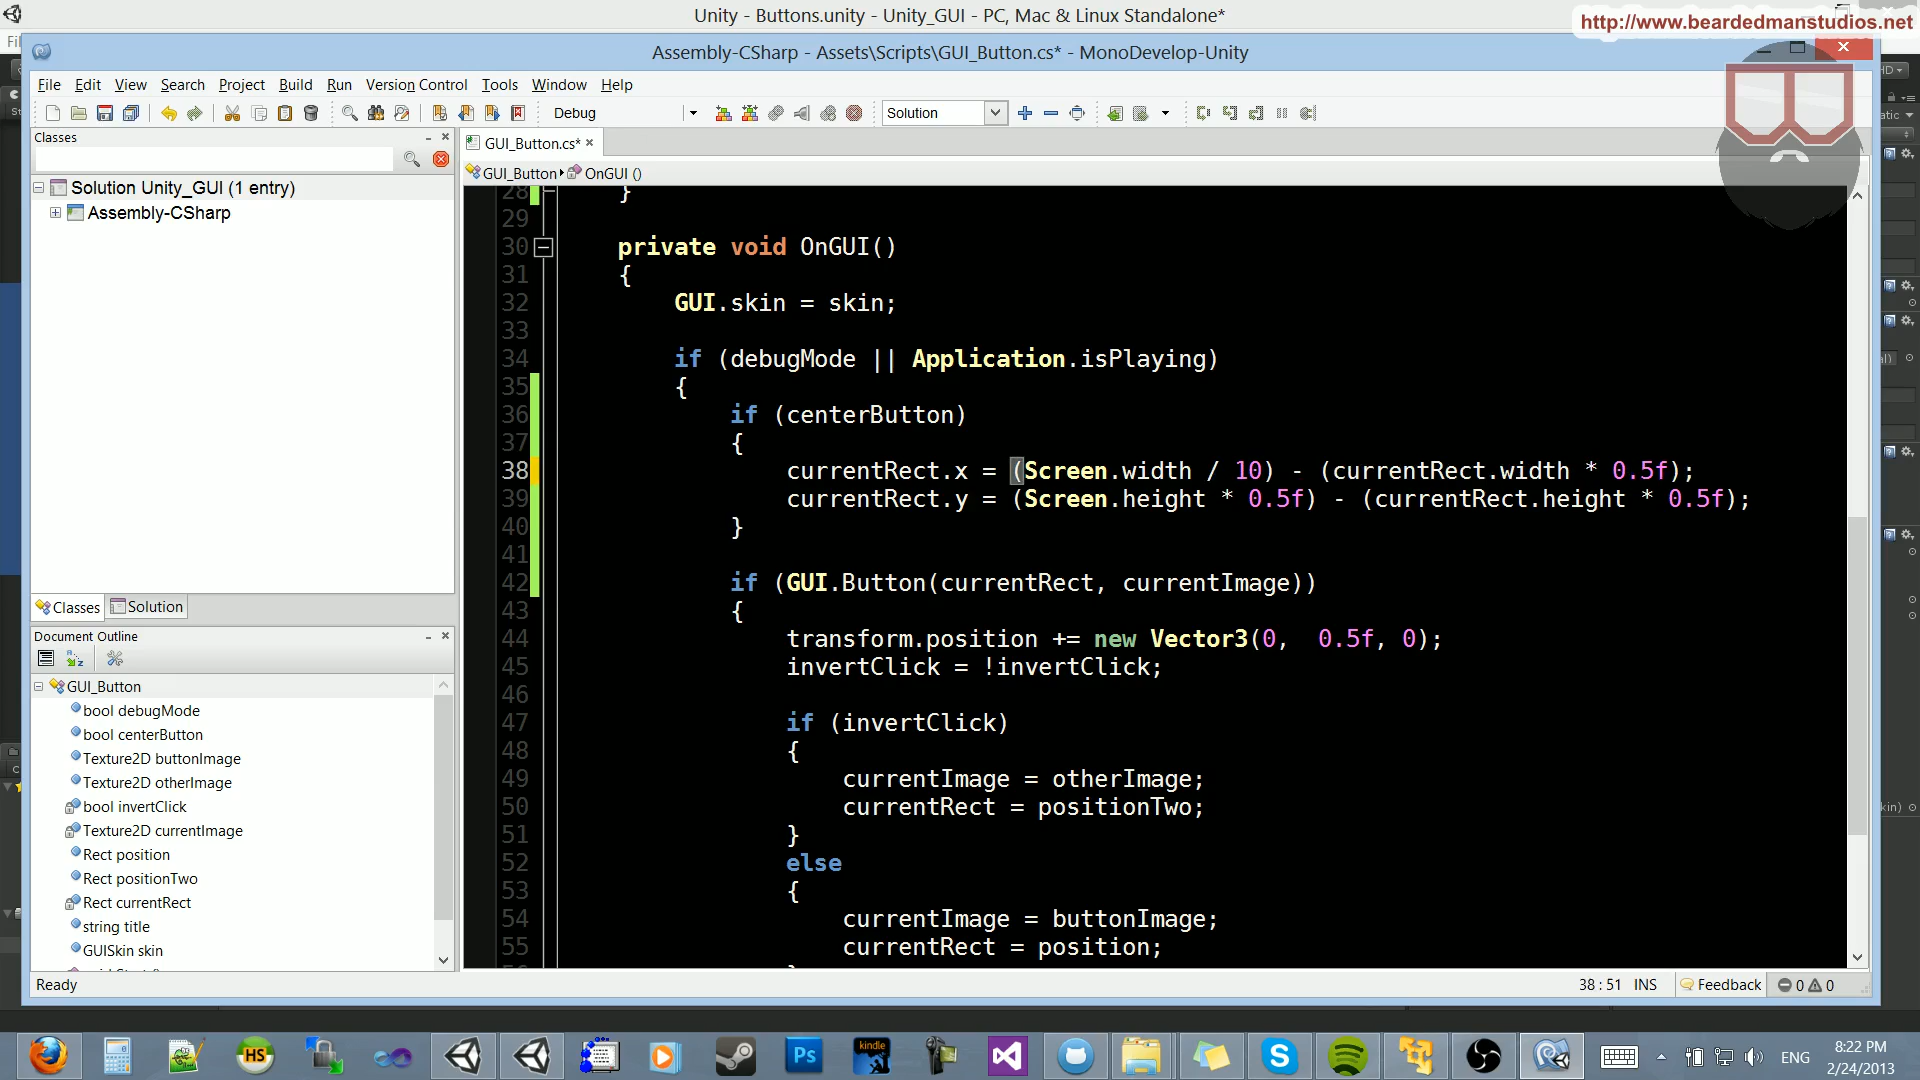 Unity - Buttons.unity - Unity_GUI - PC, Mac & Linux Standalone*
http://www.beardedmanstudios.net
Assembly-CSharp - Assets\Scripts\GUI_Button.cs* - MonoDevelop-Unity
File Edit View Search Project Build Run Version Control Tools Window Help
Debug
Solution
Classes
GUI_Button.cs*
GUI_Button OnGUI ()
Solution Unity_GUI (1 entry)
Assembly-CSharp
28 }
29
30 private void OnGUI()
31 {
32 GUI.skin = skin;
33
34 if (debugMode || Application.isPlaying)
35 {
36 if (centerButton)
37 {
38 currentRect.x = (Screen.width / 10) - (currentRect.width * 0.5f);
39 currentRect.y = (Screen.height * 0.5f) - (currentRect.height * 0.5f);
40 }
41
42 if (GUI.Button(currentRect, currentImage))
43 {
44 transform.position += new Vector3(0,  0.5f, 0);
45 invertClick = !invertClick;
46
47 if (invertClick)
48 {
49 currentImage = otherImage;
50 currentRect = positionTwo;
51 }
52 else
53 {
54 currentImage = buttonImage;
55 currentRect = position;
Classes Solution
Document Outline
GUI_Button
bool debugMode
bool centerButton
Texture2D buttonImage
Texture2D otherImage
bool invertClick
Texture2D currentImage
Rect position
Rect positionTwo
Rect currentRect
string title
GUISkin skin
Ready
38 : 51 INS
Feedback
0 0
HS
Ps
kindle
ENG
8:22 PM
2/24/2013